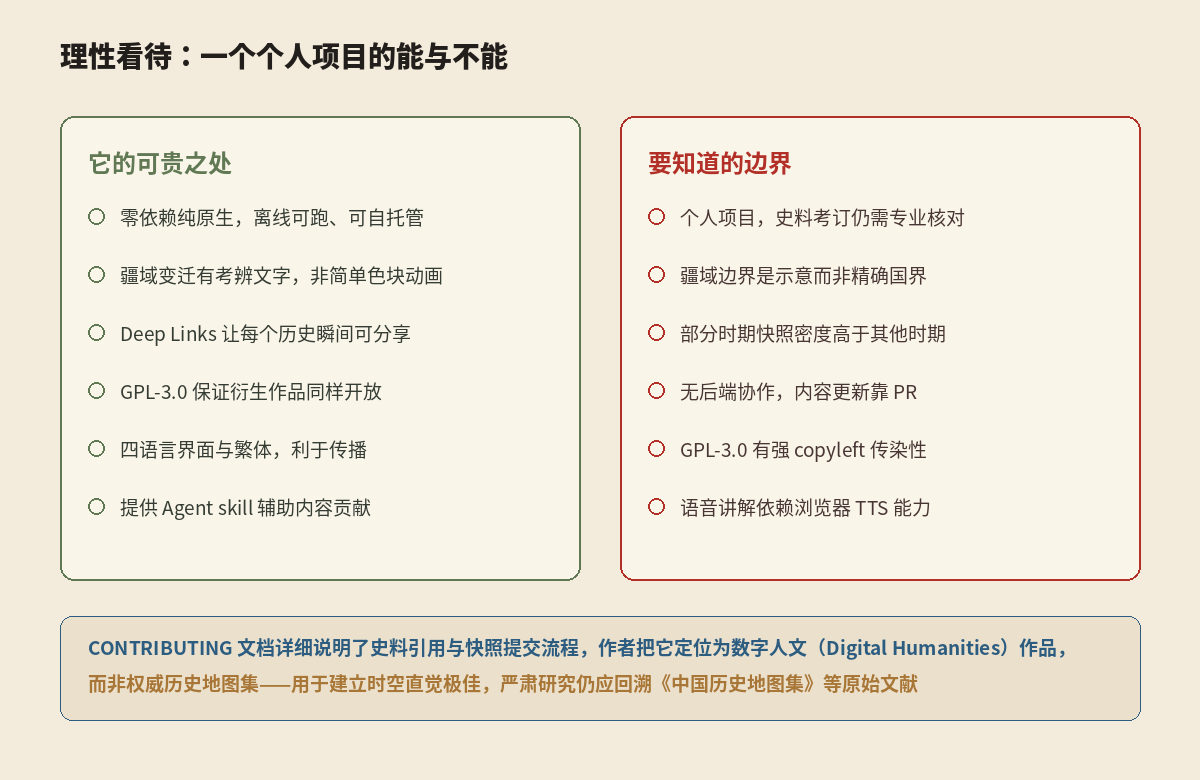 理性看待：一个个人项目的能与不能
它的可贵之处
零依赖纯原生，离线可跑、可自托管
疆域变迁有考辨文字，非简单色块动画
Deep Links 让每个历史瞬间可分享
GPL-3.0 保证衍生作品同样开放
四语言界面与繁体，利于传播
提供 Agent skill 辅助内容贡献
要知道的边界
个人项目，史料考订仍需专业核对
疆域边界是示意而非精确国界
部分时期快照密度高于其他时期
无后端协作，内容更新靠 PR
GPL-3.0 有强 copyleft 传染性
语音讲解依赖浏览器 TTS 能力
CONTRIBUTING 文档详细说明了史料引用与快照提交流程，作者把它定位为数字人文（Digital Humanities）作品，
而非权威历史地图集——用于建立时空直觉极佳，严肃研究仍应回溯《中国历史地图集》等原始文献